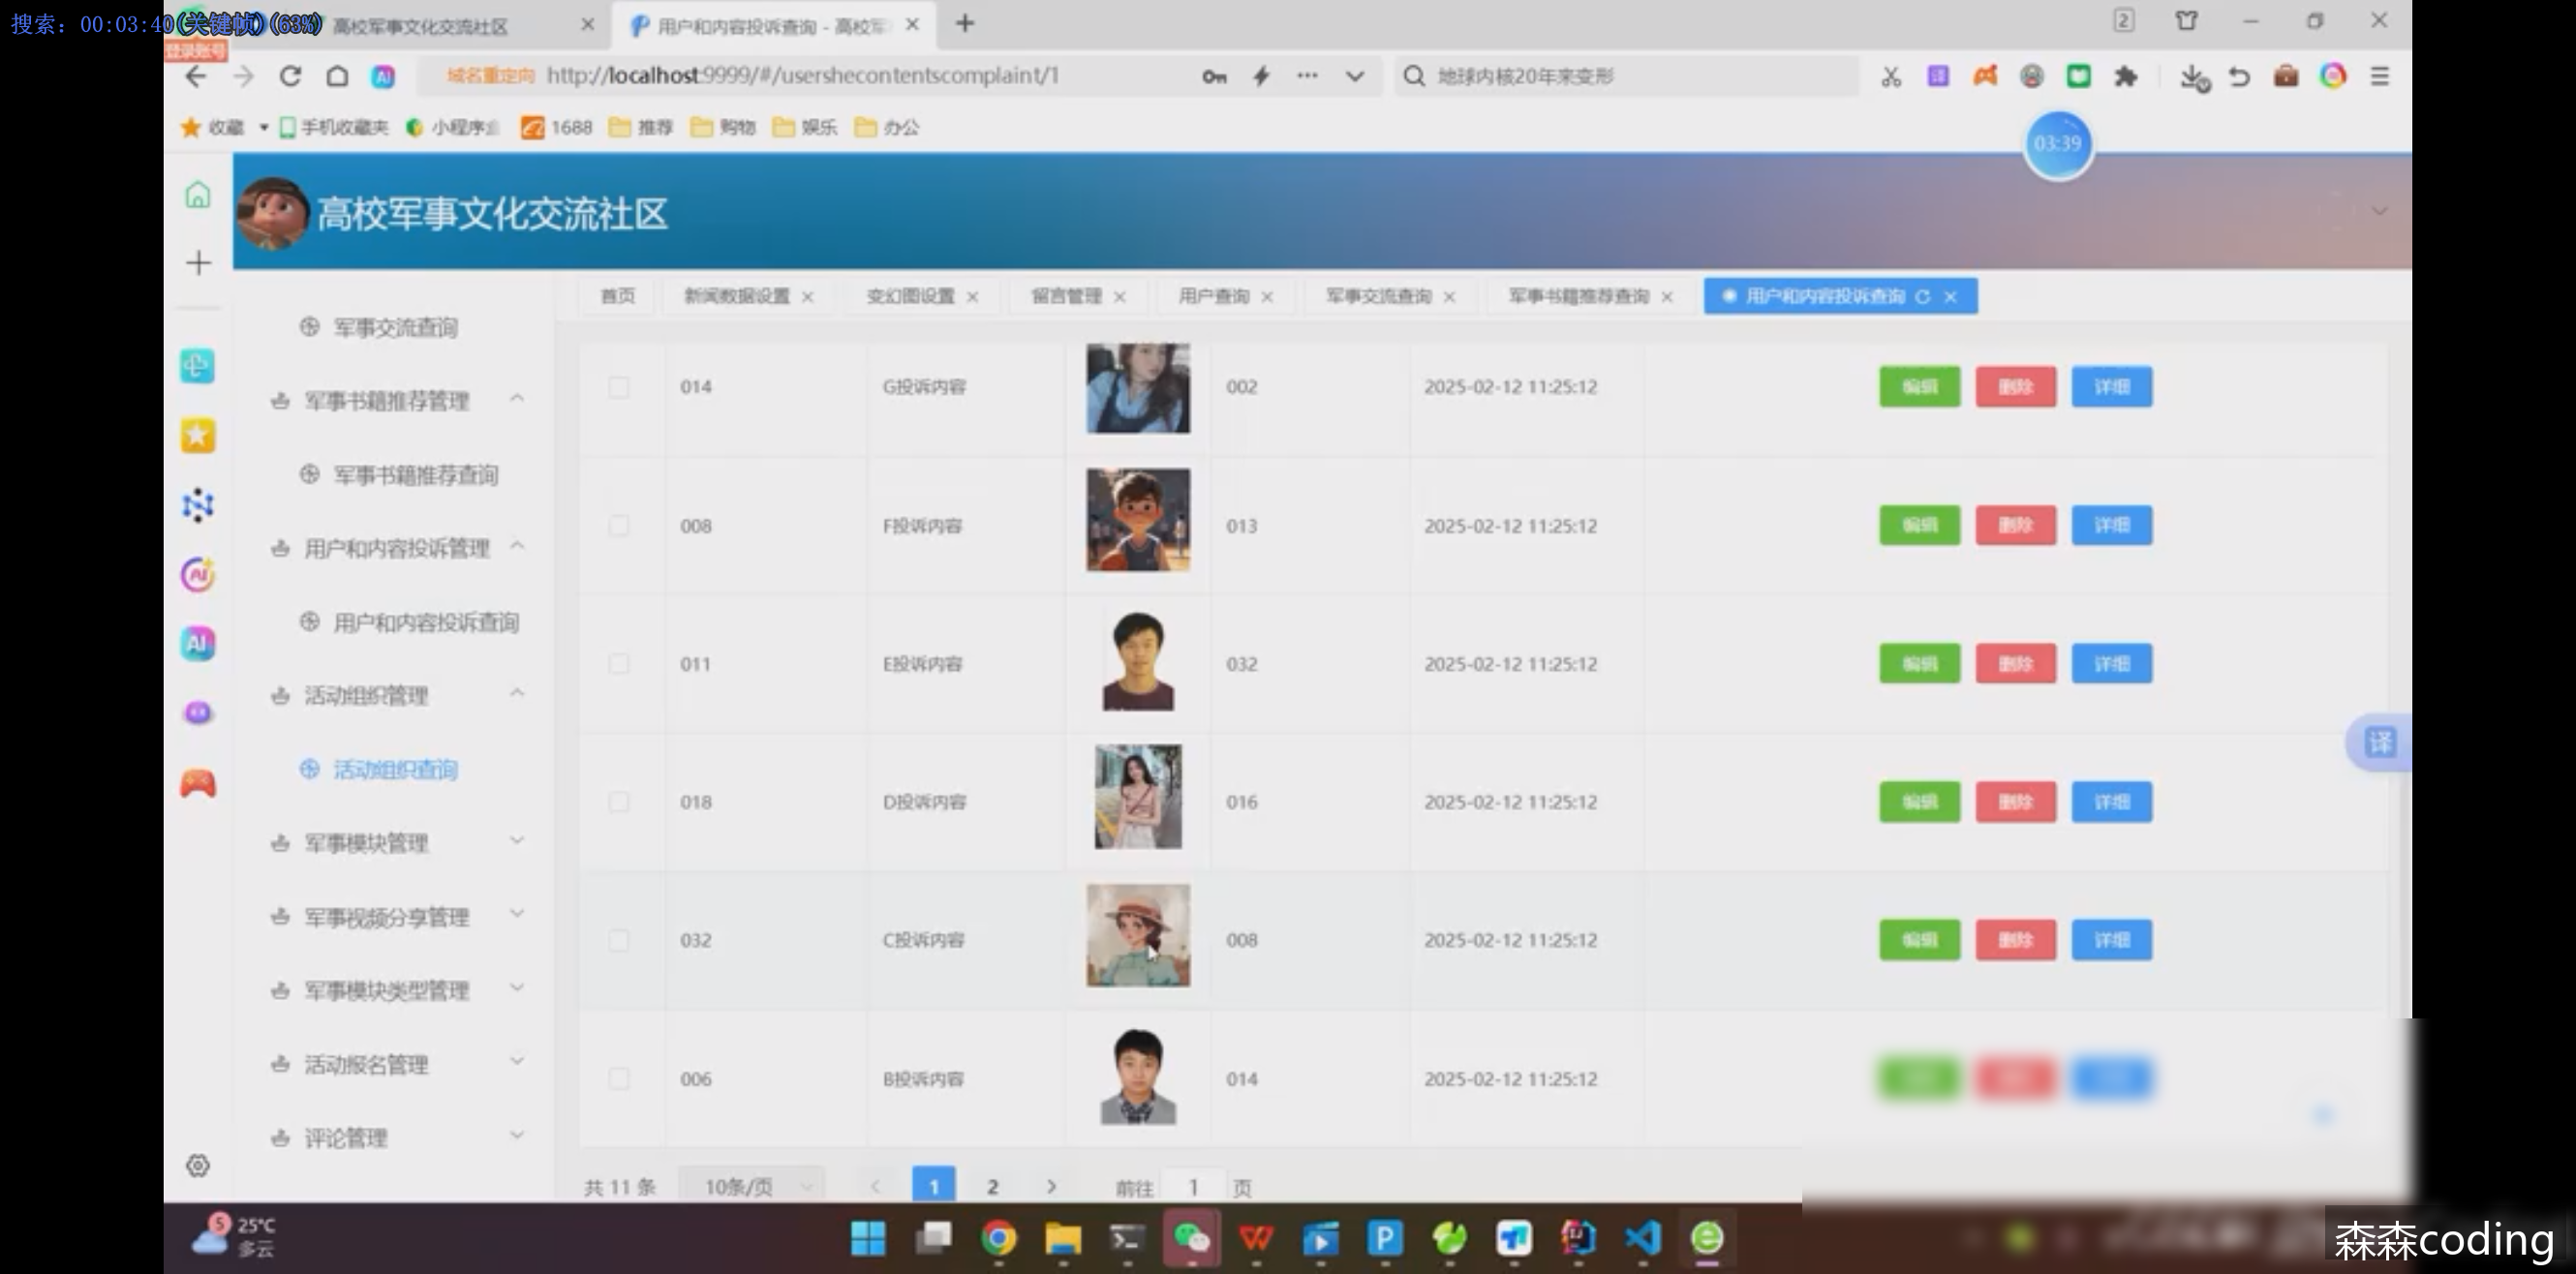 搜索: 00:03:40(关键帧)(63%)
高校军事文化交流社区
用户和内容投诉查询 - 高校军
2
登录账号
域名重定向 http://localhost:9999/#/usershecontentscomplaint/1
地球内核20年来变形
收藏 手机收藏夹 小程序 1688 推荐 购物 娱乐 办公
03:39
高校军事文化交流社区
首页 新闻数据设置 变幻图设置 留言管理 用户查询 军事交流查询 军事书籍推荐查询 用户和内容投诉查询
军事交流查询
军事书籍推荐管理
军事书籍推荐查询
用户和内容投诉管理
用户和内容投诉查询
活动组织管理
活动组织查询
军事模块管理
军事视频分享管理
军事模块类型管理
活动报名管理
评论管理
014 G投诉内容 002 2025-02-12 11:25:12 编辑 删除 详细
008 F投诉内容 013 2025-02-12 11:25:12 编辑 删除 详细
011 E投诉内容 032 2025-02-12 11:25:12 编辑 删除 详细
018 D投诉内容 016 2025-02-12 11:25:12 编辑 删除 详细
032 C投诉内容 008 2025-02-12 11:25:12 编辑 删除 详细
006 B投诉内容 014 2025-02-12 11:25:12
译
共 11 条 10条/页 1 2 前往 1 页
5 25°C
多云
森森coding